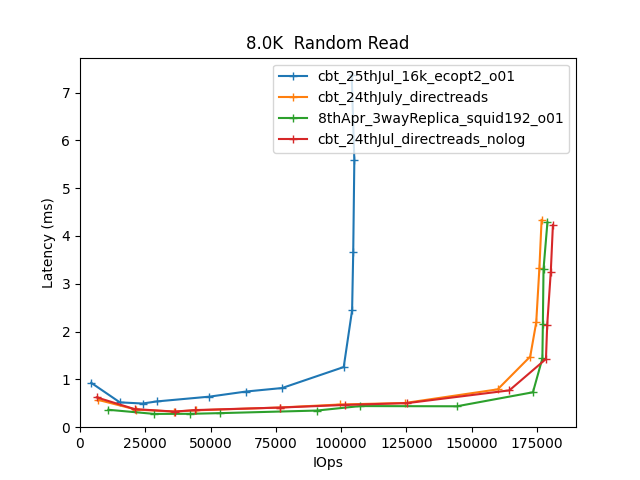 8.0K  Random Read
cbt_25thJul_16k_ecopt2_o01
cbt_24thJuly_directreads
8thApr_3wayReplica_squid192_o01
cbt_24thJul_directreads_nolog
Latency (ms)
7
6
5
4
3
2
1
0
0 25000 50000 75000 100000 125000 150000 175000
IOps